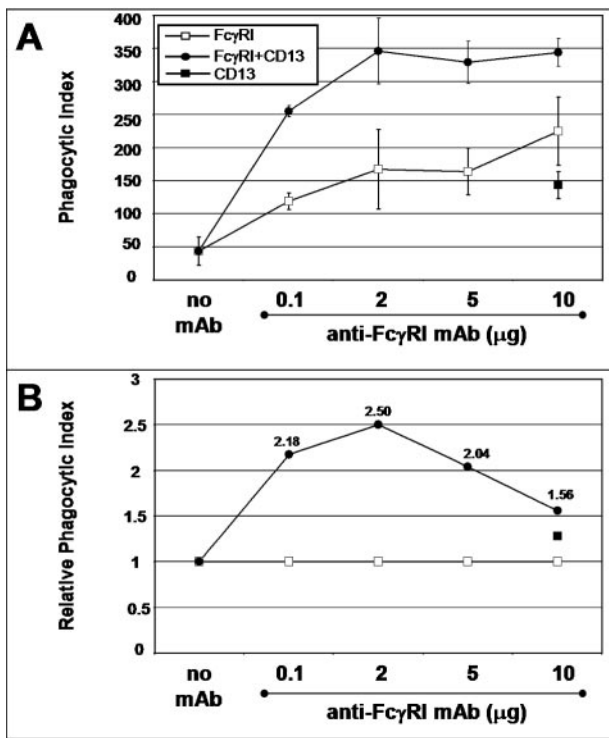 A
FcγRI
FcγRI+CD13
CD13
Phagocytic Index
400
350
300
250
200
150
100
50
0
no mAb
0.1
2
5
10
anti-FcγRI mAb (μg)
B
Relative Phagocytic Index
3
2.5
2
1.5
1
0.5
0
2.18
2.50
2.04
1.56
no mAb
0.1
2
5
10
anti-FcγRI mAb (μg)